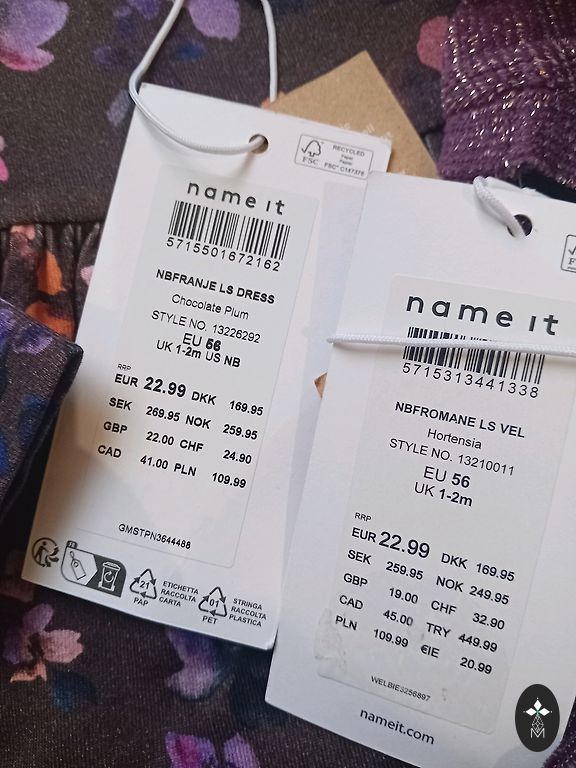 RECYCLED
Paper
Paper
FSC
FSC® C147376
name it
5715501672162
NBFRANJE LS DRESS
Chocolate Plum
STYLE NO. 13226292
EU 56
UK 1-2m US NB
RRP
EUR 22.99 DKK 169.95
SEK 269.95 NOK 259.95
GBP 22.00 CHF 24.90
CAD 41.00 PLN 109.99
GMSTPN3644488
21
PAP
ETICHETTA
RACCOLTA
CARTA
01
PET
STRINGA
RACCOLTA
PLASTICA
name it
5715313441338
NBFROMANE LS VEL
Hortensia
STYLE NO. 13210011
EU 56
UK 1-2m
RRP
EUR 22.99 DKK 169.95
SEK 259.95 NOK 249.95
GBP 19.00 CHF 32.90
CAD 45.00 TRY 449.99
PLN 109.99 €IE 20.99
WELBIE3256897
nameit.com
M